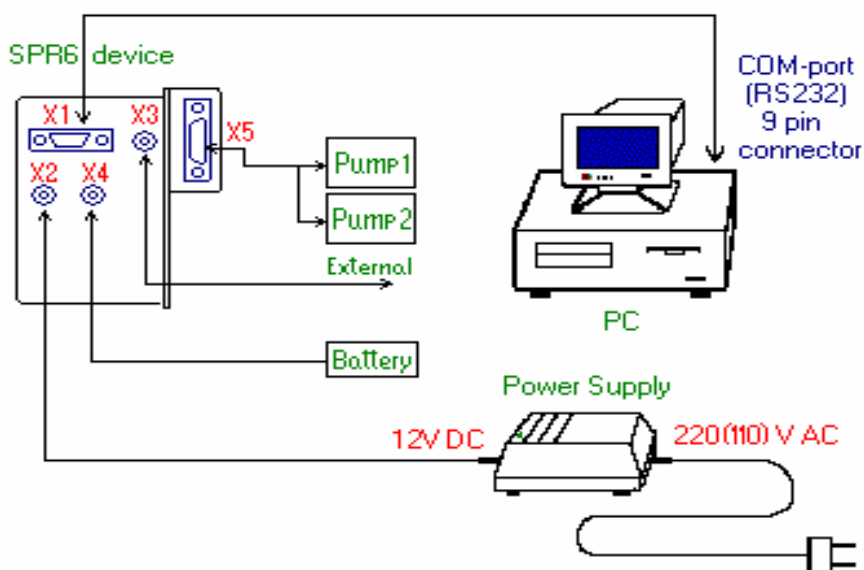 SPR6 device
COM-port
(RS232)
9 pin
connector
X1
X3
X5
X2
X4
Pump1
Pump2
External
PC
Battery
Power Supply
12V DC
220(110) V AC